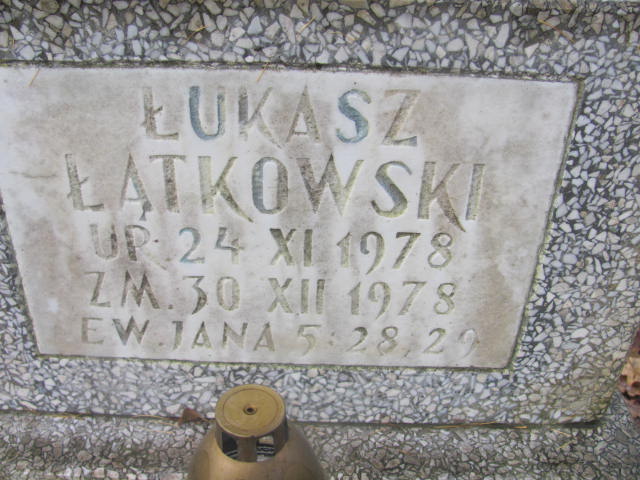 ŁUKASZ
ŁĄTKOWSKI
UR. 24 XI 1978
ZM. 30 XII 1978
EW. JANA 5: 28, 29